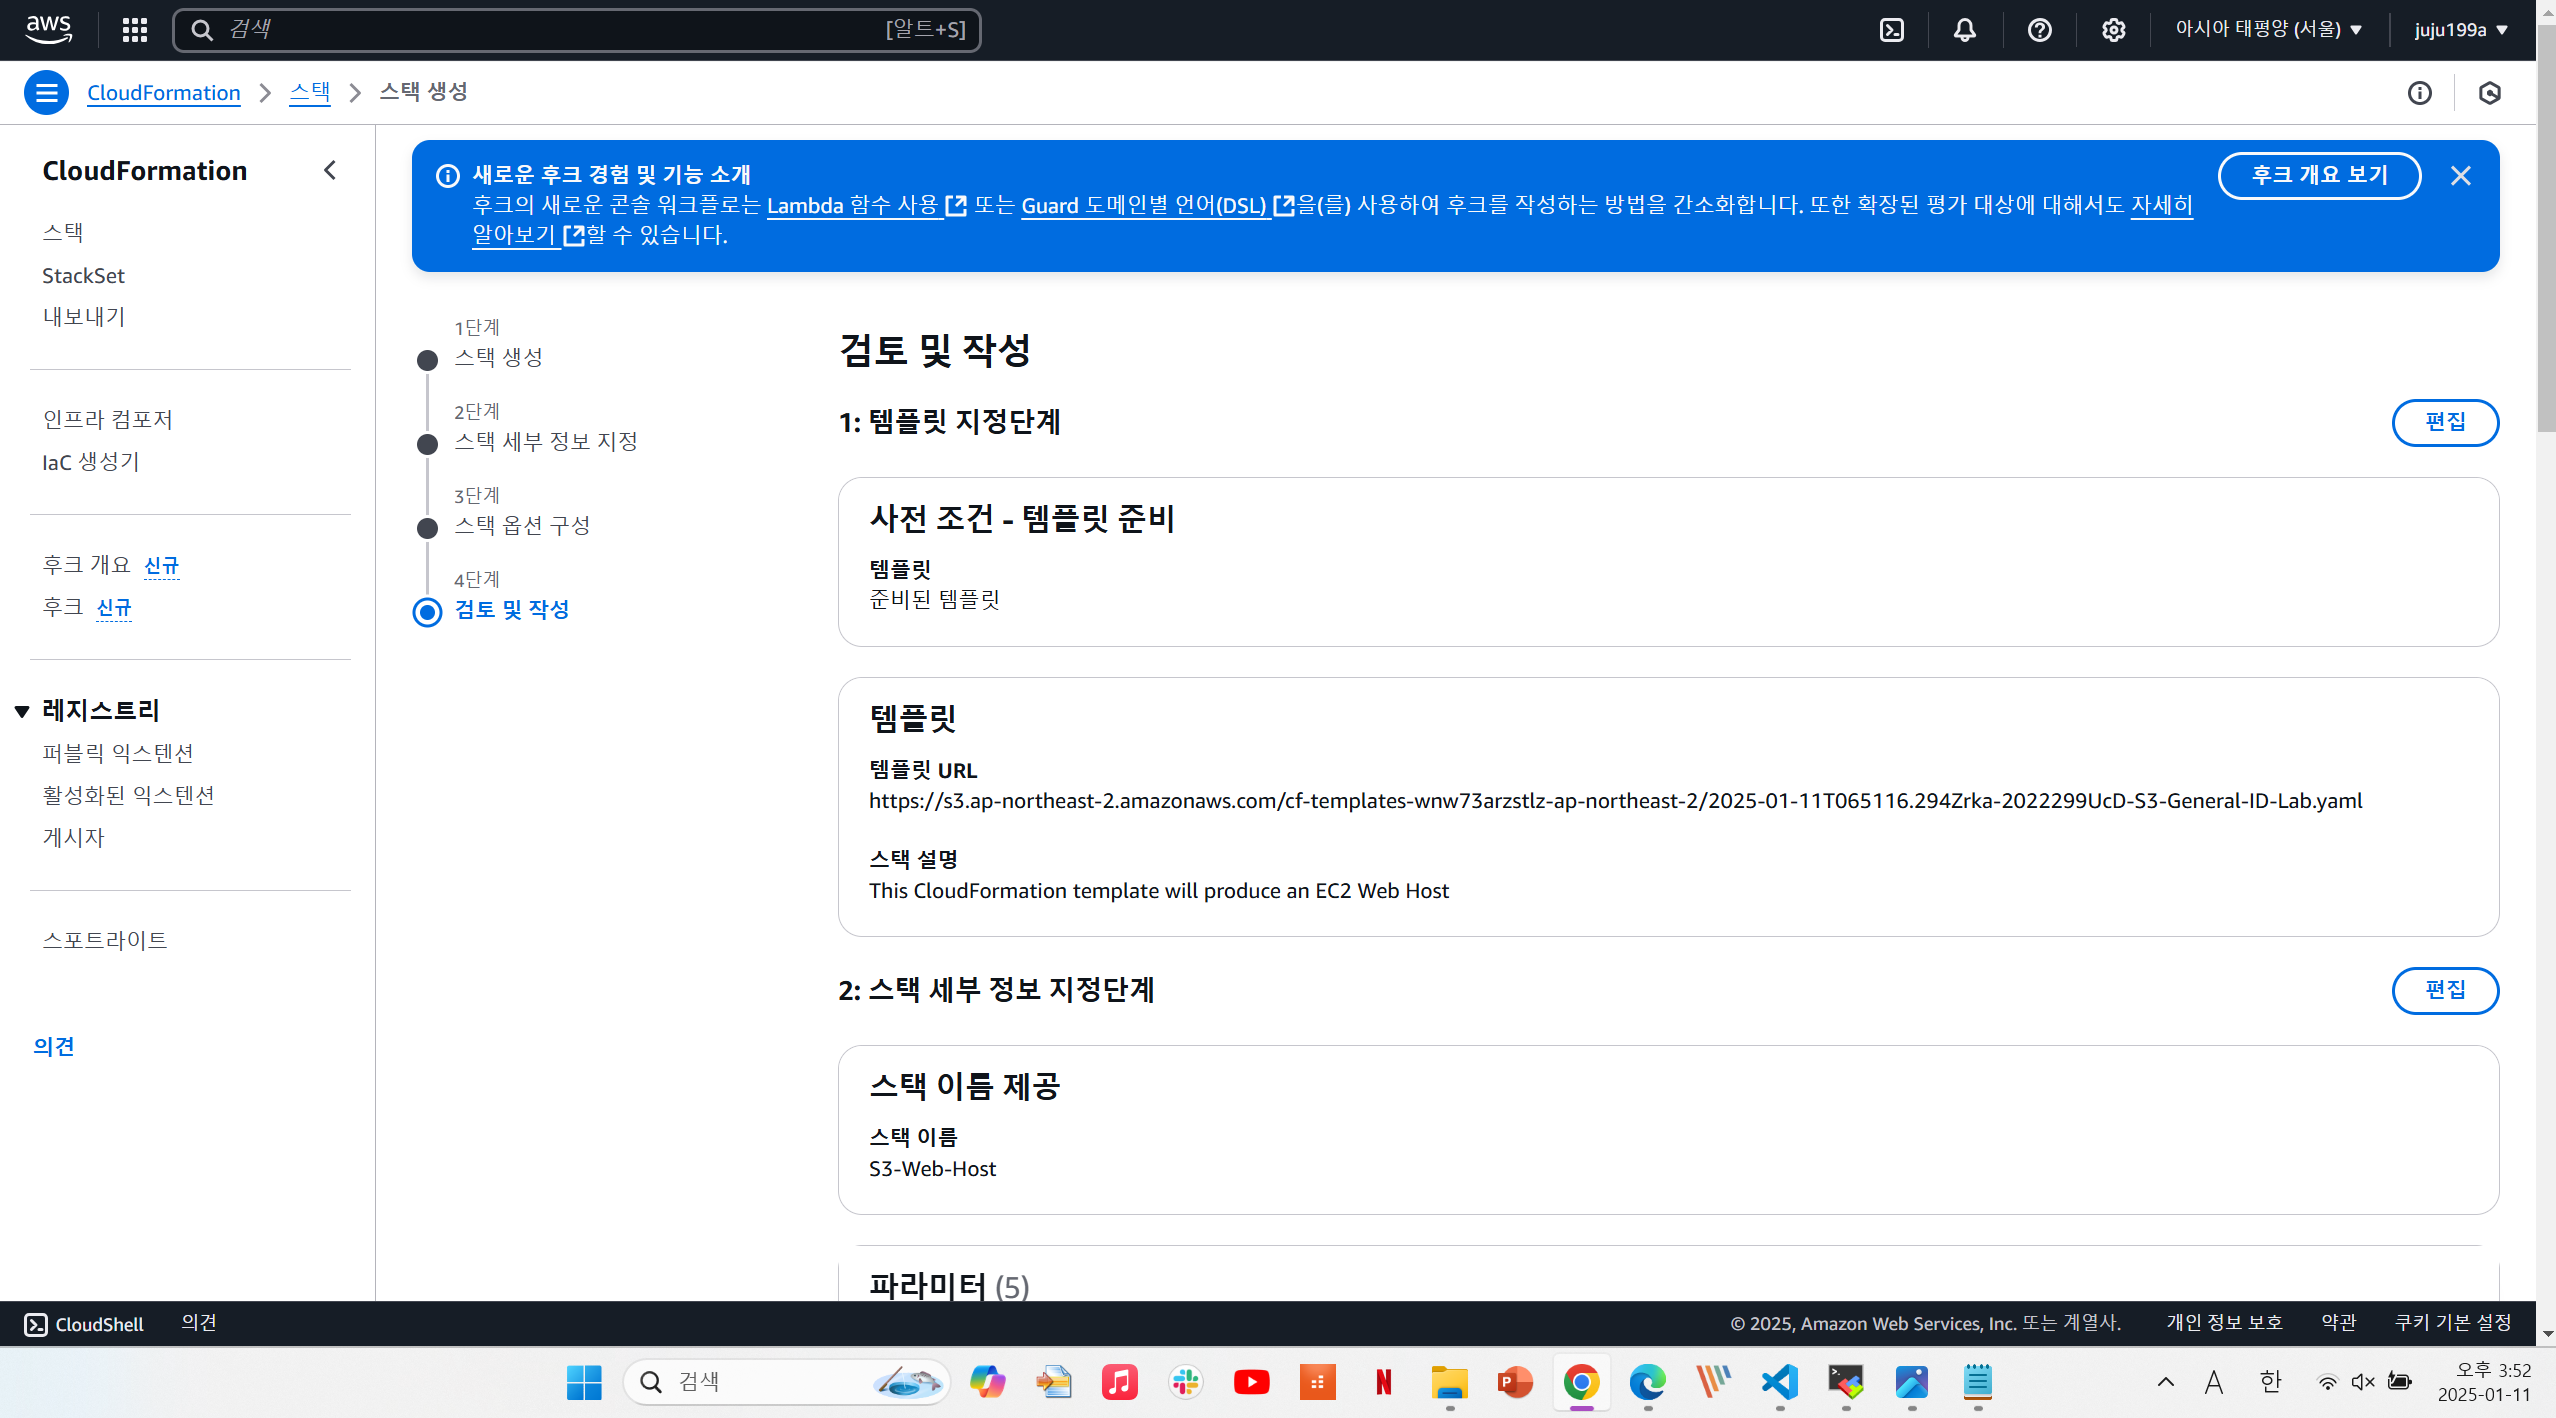 aws
검색
[알트+S]
아시아 태평양 (서울)
juju199a
CloudFormation
스택
스택 생성
CloudFormation
스택
StackSet
내보내기
인프라 컴포저
IaC 생성기
후크 개요 신규
후크 신규
레지스트리
퍼블릭 익스텐션
활성화된 익스텐션
게시자
스포트라이트
의견
새로운 후크 경험 및 기능 소개
후크의 새로운 콘솔 워크플로는 Lambda 함수 사용 또는 Guard 도메인별 언어(DSL) 을(를) 사용하여 후크를 작성하는 방법을 간소화합니다. 또한 확장된 평가 대상에 대해서도 자세히
알아보기 할 수 있습니다.
후크 개요 보기
1단계
스택 생성
2단계
스택 세부 정보 지정
3단계
스택 옵션 구성
4단계
검토 및 작성
검토 및 작성
1: 템플릿 지정단계
편집
사전 조건 - 템플릿 준비
템플릿
준비된 템플릿
템플릿
템플릿 URL
https://s3.ap-northeast-2.amazonaws.com/cf-templates-wnw73arzstlz-ap-northeast-2/2025-01-11T065116.294Zrka-2022299UcD-S3-General-ID-Lab.yaml
스택 설명
This CloudFormation template will produce an EC2 Web Host
2: 스택 세부 정보 지정단계
편집
스택 이름 제공
스택 이름
S3-Web-Host
파라미터 (5)
CloudShell
의견
© 2025, Amazon Web Services, Inc. 또는 계열사.
개인 정보 보호
약관
쿠키 기본 설정
검색
A
한
오후 3:52
2025-01-11